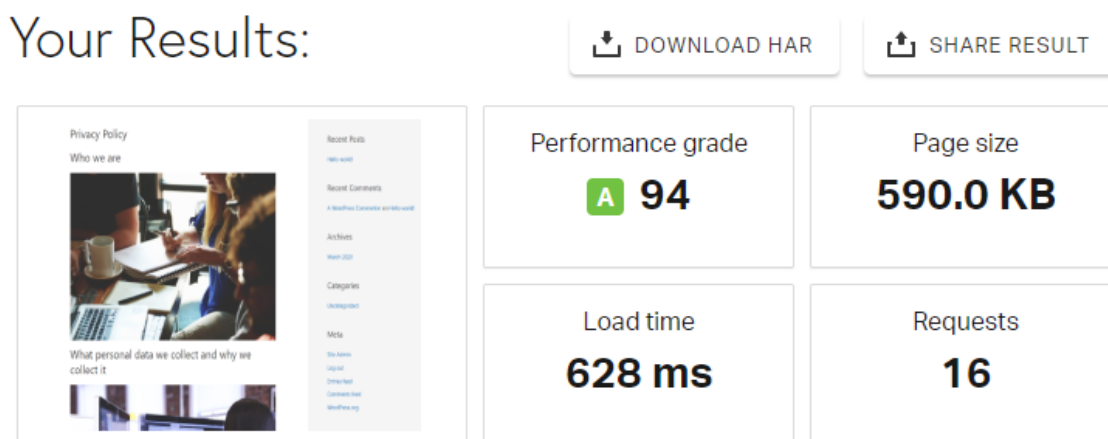 Your Results:
DOWNLOAD HAR
SHARE RESULT
Privacy Policy
Who we are
What personal data we collect and why we
collect it
Recent Posts
Hello world!
Recent Comments
A WordPress Commenter on Hello world!
Archives
March 2020
Categories
Uncategorized
Meta
Site Admin
Log out
Entries feed
Comments feed
WordPress.org
Performance grade
A 94
Page size
590.0 KB
Load time
628 ms
Requests
16